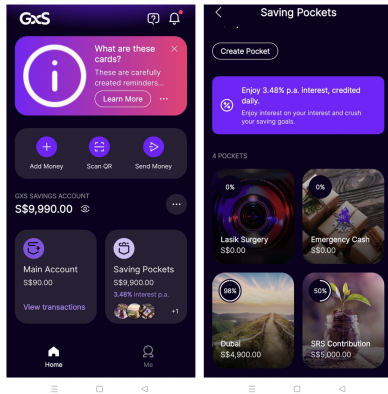 GXS
What are these
cards?
These are carefully
created reminders...
Learn More
Add Money
Scan QR
Send Money
GXS SAVINGS ACCOUNT
S$9,990.00
Main Account
S$90.00
View transactions
Saving Pockets
S$9,900.00
3.48% interest p.a.
+1
Home
Me
Saving Pockets
Create Pocket
Enjoy 3.48% p.a. interest, credited
daily.
Enjoy interest on your interest and crush
your saving goals.
4 POCKETS
0%
Lasik Surgery
S$0.00
0%
Emergency Cash
S$0.00
98%
Dubai
S$4,900.00
50%
SRS Contribution
S$5,000.00